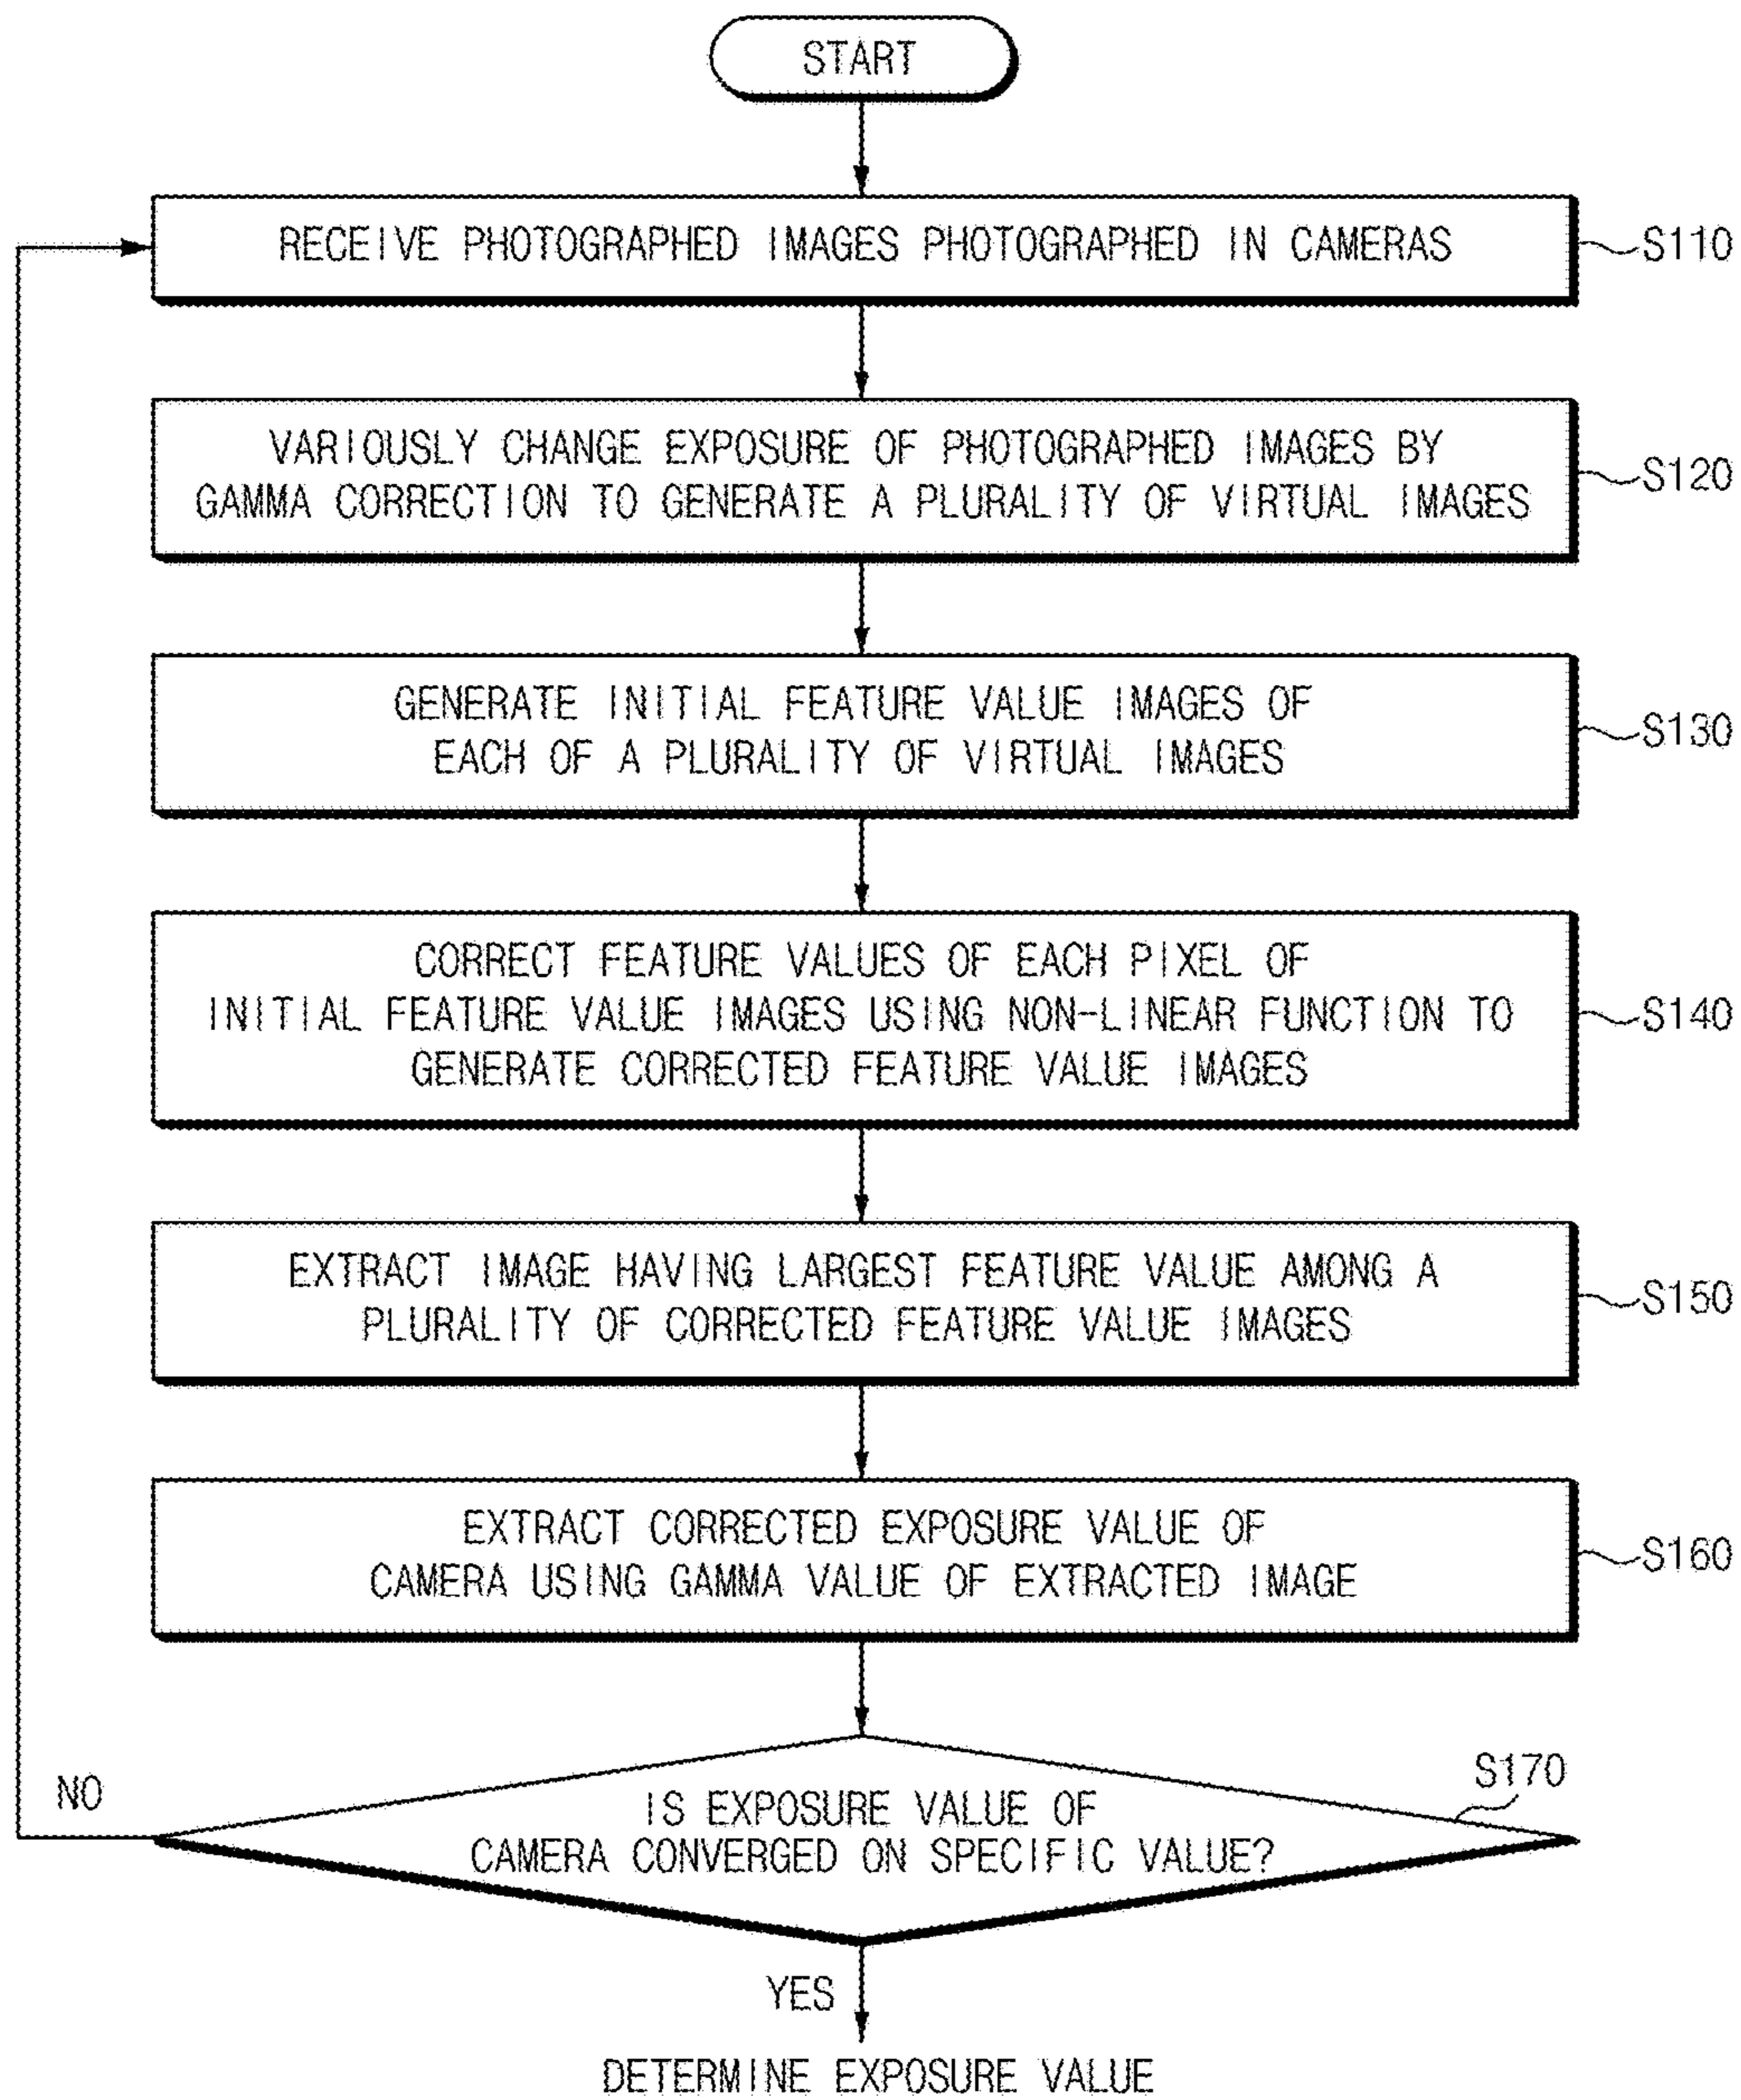 START
RECEIVE PHOTOGRAPHED IMAGES PHOTOGRAPHED IN CAMERAS
S110
VARIOUSLY CHANGE EXPOSURE OF PHOTOGRAPHED IMAGES BY
GAMMA CORRECTION TO GENERATE A PLURALITY OF VIRTUAL IMAGES
S120
GENERATE INITIAL FEATURE VALUE IMAGES OF
EACH OF A PLURALITY OF VIRTUAL IMAGES
S130
CORRECT FEATURE VALUES OF EACH PIXEL OF
INITIAL FEATURE VALUE IMAGES USING NON-LINEAR FUNCTION TO
GENERATE CORRECTED FEATURE VALUE IMAGES
S140
EXTRACT IMAGE HAVING LARGEST FEATURE VALUE AMONG A
PLURALITY OF CORRECTED FEATURE VALUE IMAGES
S150
EXTRACT CORRECTED EXPOSURE VALUE OF
CAMERA USING GAMMA VALUE OF EXTRACTED IMAGE
S160
IS EXPOSURE VALUE OF
CAMERA CONVERGED ON SPECIFIC VALUE?
S170
NO
YES
DETERMINE EXPOSURE VALUE